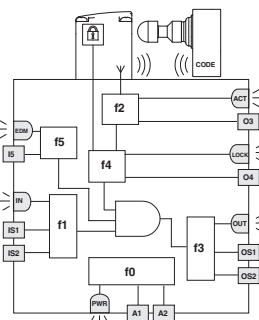 CODE
f2
ACT
O3
EDM
f5
I5
f4
LOCK
O4
IN
f1
IS1
IS2
OUT
f3
OS1
OS2
f0
PWR
A1
A2